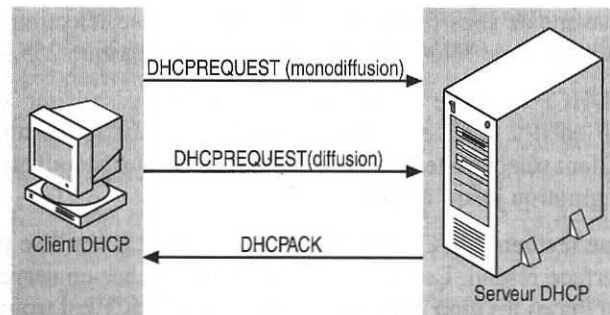 DHCPREQUEST (monodiffusion)
DHCPREQUEST(diffusion)
DHCPACK
Client DHCP
Serveur DHCP